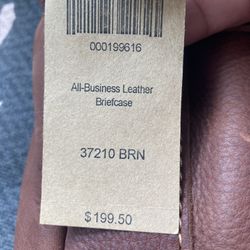 000199616
All-Business Leather
Briefcase
37210 BRN
$199.50